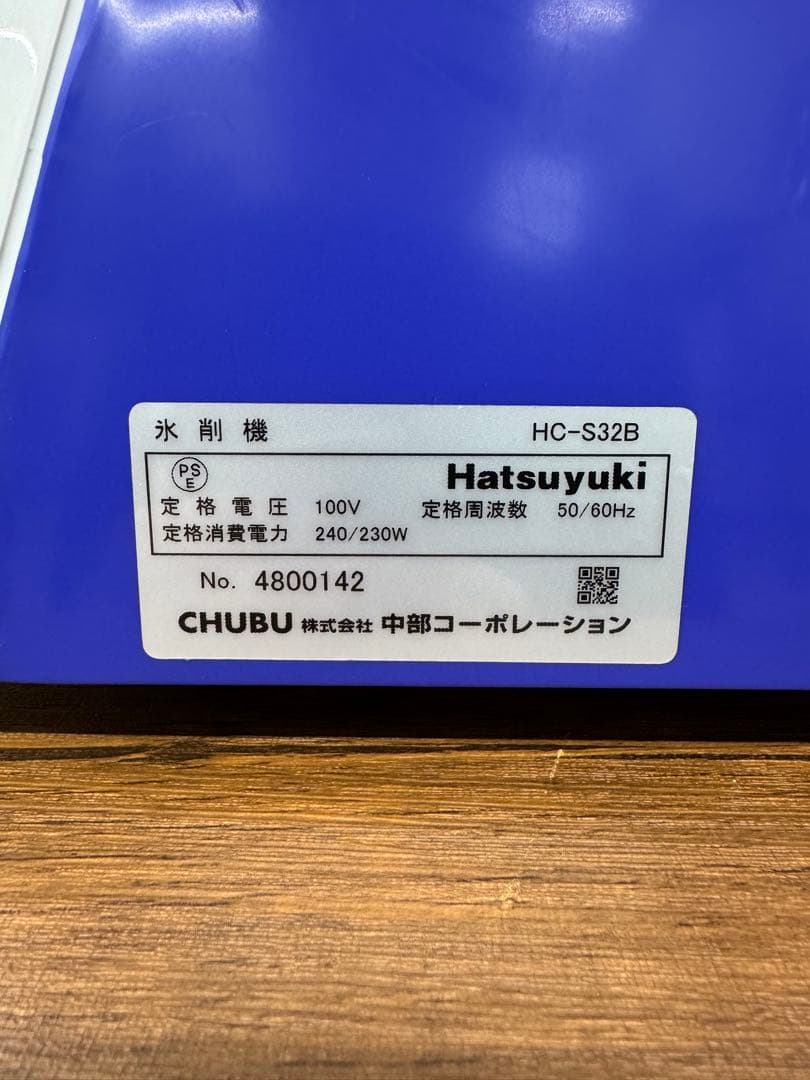 氷削機 HC-S32B
PS E Hatsuyuki
定格電圧 100V 定格周波数 50/60Hz
定格消費電力 240/230W
No. 4800142
CHUBU 株式会社 中部コーポレーション